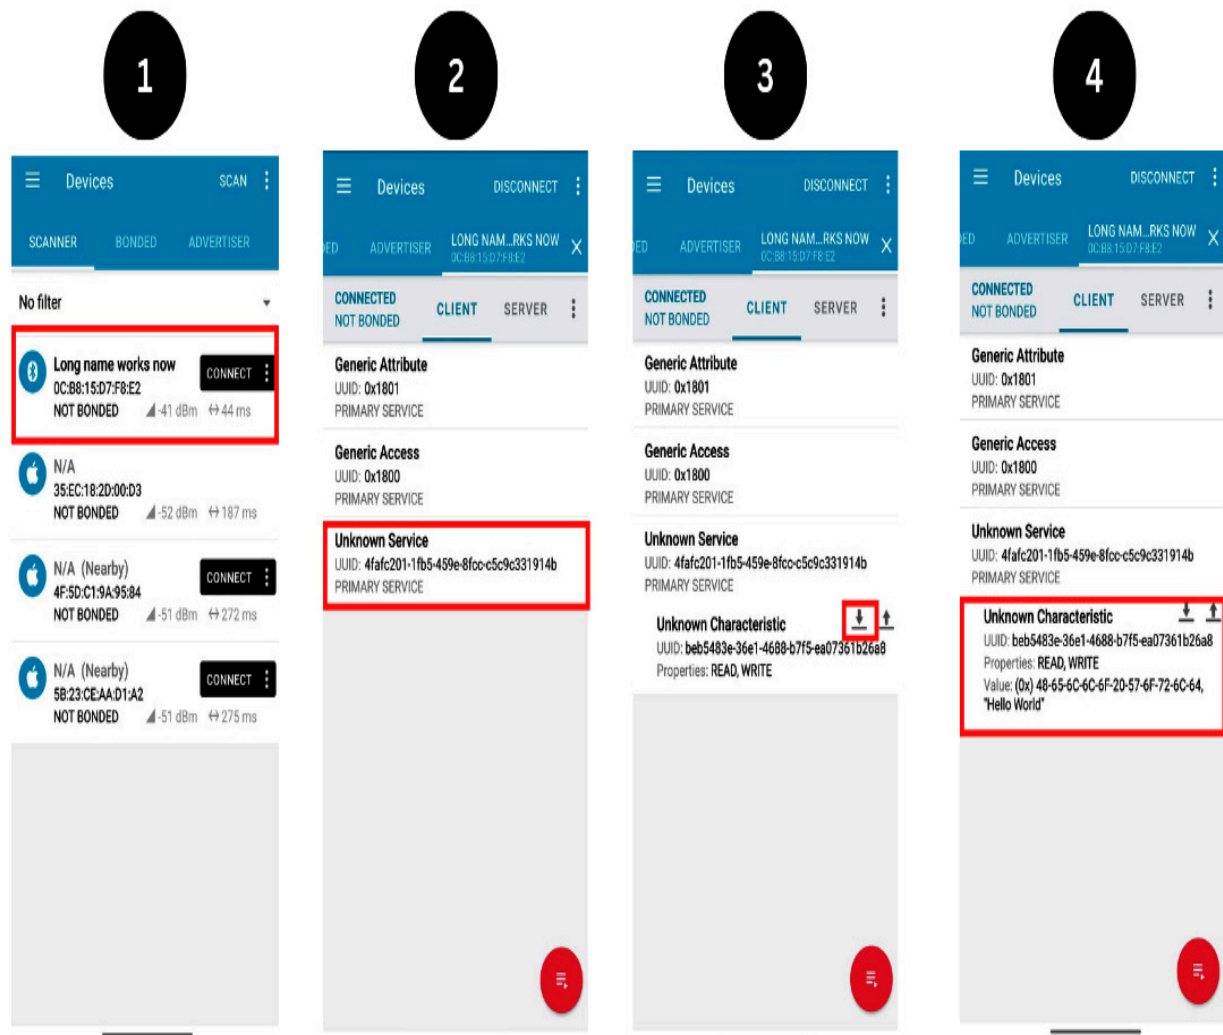 1
Devices
SCAN
SCANNER
BONDED
ADVERTISER
No filter
Long name works now
CONNECT
0C:B8:15:D7:F8:E2
NOT BONDED
-41 dBm
44 ms
N/A
35:EC:18:2D:00:D3
NOT BONDED
-52 dBm
187 ms
N/A (Nearby)
CONNECT
4F:5D:C1:9A:95:84
NOT BONDED
-51 dBm
272 ms
N/A (Nearby)
CONNECT
5B:23:CE:AA:D1:A2
NOT BONDED
-51 dBm
275 ms
2
Devices
DISCONNECT
DED
ADVERTISER
LONG NAM...RKS NOW
0C:B8:15:D7:F8:E2
CONNECTED
NOT BONDED
CLIENT
SERVER
Generic Attribute
UUID: 0x1801
PRIMARY SERVICE
Generic Access
UUID: 0x1800
PRIMARY SERVICE
Unknown Service
UUID: 4fafc201-1fb5-459e-8fcc-c5c9c331914b
PRIMARY SERVICE
3
Devices
DISCONNECT
DED
ADVERTISER
LONG NAM...RKS NOW
0C:B8:15:D7:F8:E2
CONNECTED
NOT BONDED
CLIENT
SERVER
Generic Attribute
UUID: 0x1801
PRIMARY SERVICE
Generic Access
UUID: 0x1800
PRIMARY SERVICE
Unknown Service
UUID: 4fafc201-1fb5-459e-8fcc-c5c9c331914b
PRIMARY SERVICE
Unknown Characteristic
UUID: beb5483e-36e1-4688-b7f5-ea07361b26a8
Properties: READ, WRITE
4
Devices
DISCONNECT
DED
ADVERTISER
LONG NAM...RKS NOW
0C:B8:15:D7:F8:E2
CONNECTED
NOT BONDED
CLIENT
SERVER
Generic Attribute
UUID: 0x1801
PRIMARY SERVICE
Generic Access
UUID: 0x1800
PRIMARY SERVICE
Unknown Service
UUID: 4fafc201-1fb5-459e-8fcc-c5c9c331914b
PRIMARY SERVICE
Unknown Characteristic
UUID: beb5483e-36e1-4688-b7f5-ea07361b26a8
Properties: READ, WRITE
Value: (0x) 48-65-6C-6C-6F-20-57-6F-72-6C-64,
"Hello World"